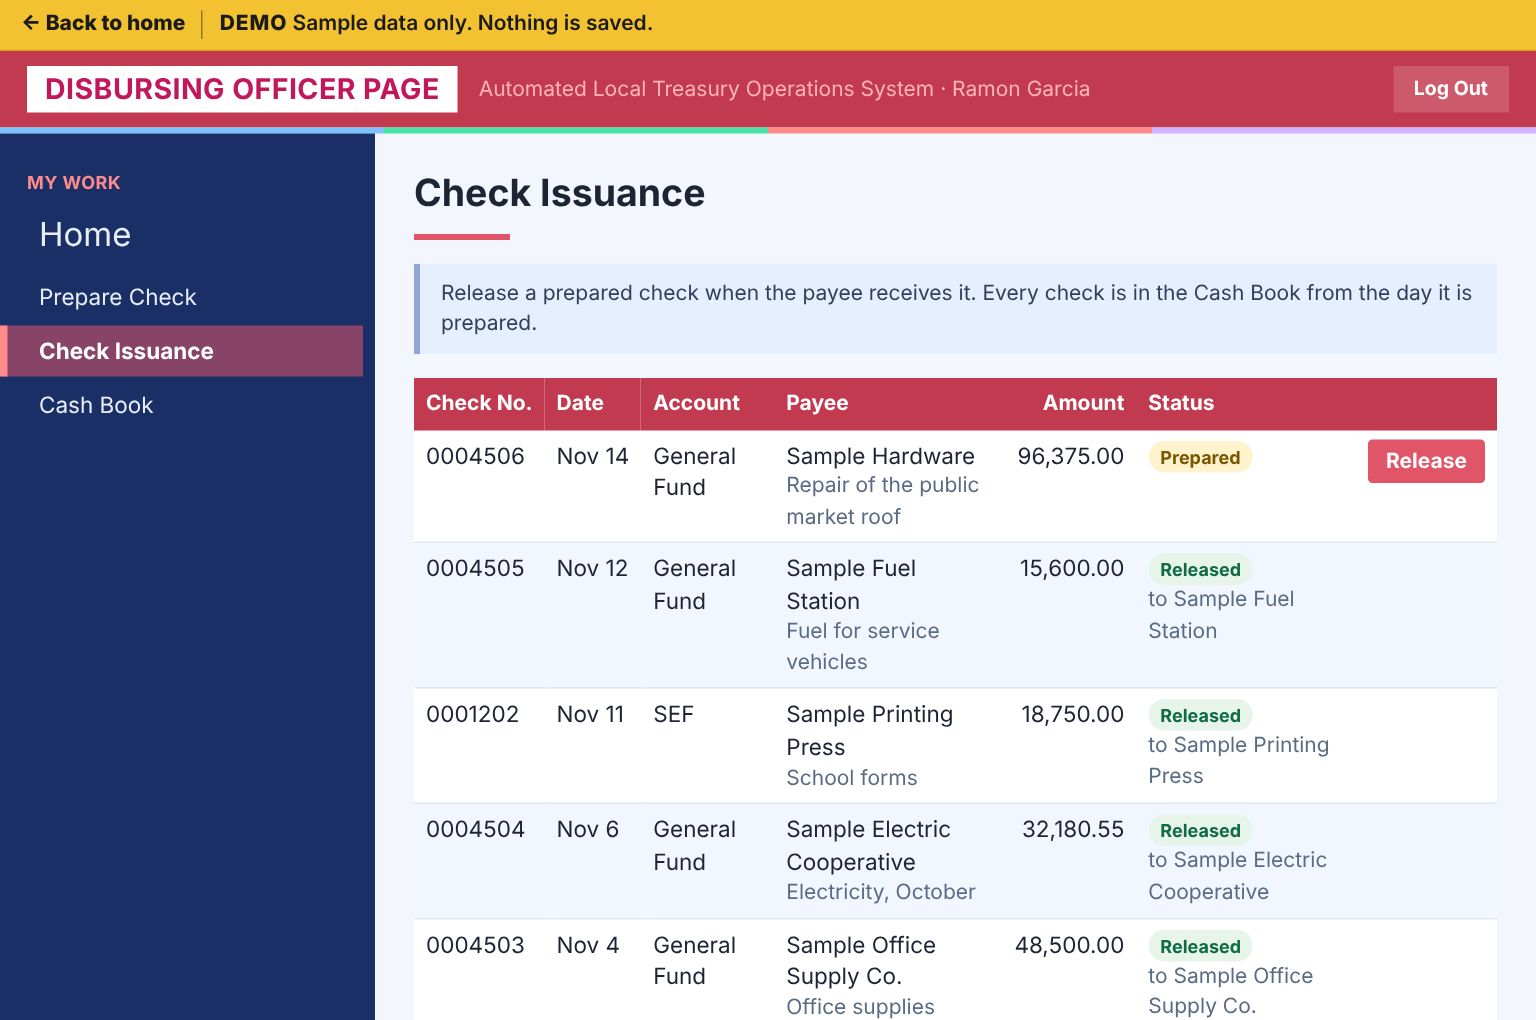 ← Back to home
DEMO Sample data only. Nothing is saved.
DISBURSING OFFICER PAGE
Automated Local Treasury Operations System · Ramon Garcia
Log Out
MY WORK
Home
Prepare Check
Check Issuance
Cash Book
Check Issuance
Release a prepared check when the payee receives it. Every check is in the Cash Book from the day it is
prepared.
Check No. Date Account Payee Amount Status
0004506 Nov 14 General Sample Hardware 96,375.00 Prepared Release
Fund Repair of the public
market roof
0004505 Nov 12 General Sample Fuel 15,600.00 Released
Fund Station to Sample Fuel
Fuel for service Station
vehicles
0001202 Nov 11 SEF Sample Printing 18,750.00 Released
Press to Sample Printing
School forms Press
0004504 Nov 6 General Sample Electric 32,180.55 Released
Fund Cooperative to Sample Electric
Electricity, October Cooperative
0004503 Nov 4 General Sample Office 48,500.00 Released
Fund Supply Co. to Sample Office
Office supplies Supply Co.